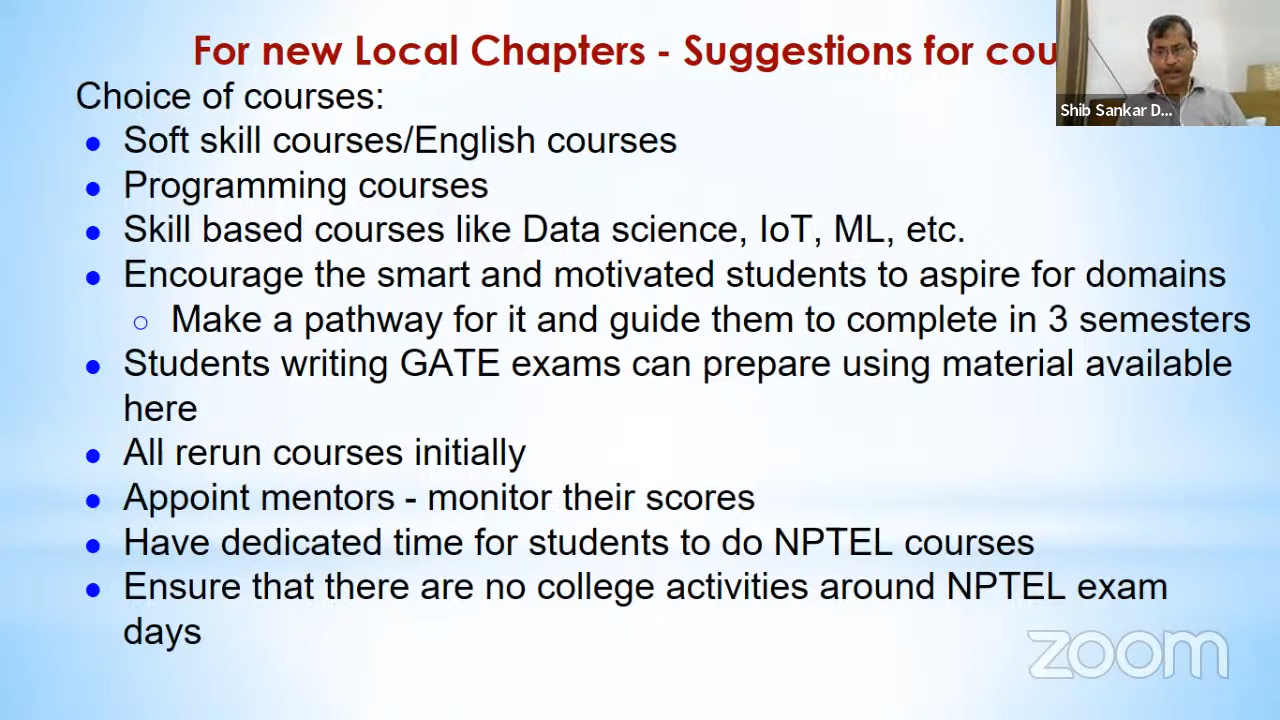 For new Local Chapters - Suggestions for cou
Choice of courses:
● Soft skill courses/English courses
● Programming courses
● Skill based courses like Data science, IoT, ML, etc.
● Encourage the smart and motivated students to aspire for domains
○ Make a pathway for it and guide them to complete in 3 semesters
● Students writing GATE exams can prepare using material available
here
● All rerun courses initially
● Appoint mentors - monitor their scores
● Have dedicated time for students to do NPTEL courses
● Ensure that there are no college activities around NPTEL exam
days
Shib Sankar D...
zoom